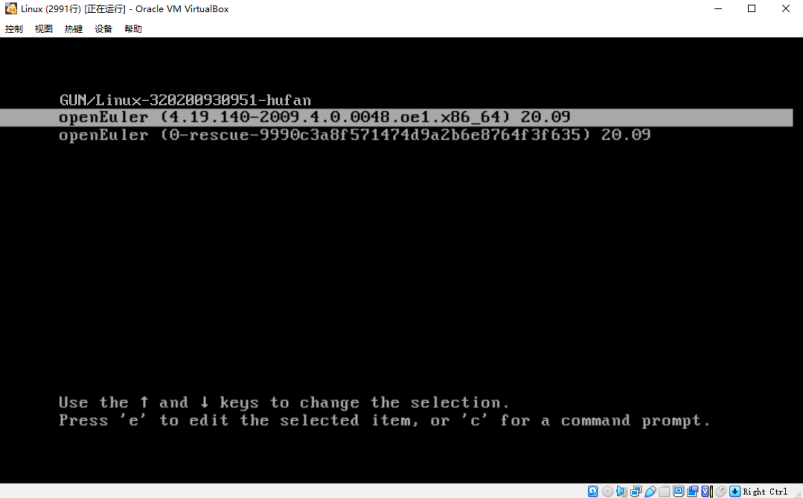 Linux (2991行) [正在运行] - Oracle VM VirtualBox
控制 视图 热键 设备 帮助
GUN/Linux-320200930951-hufan
openEuler (4.19.140-2009.4.0.0048.oe1.x86_64) 20.09
openEuler (0-rescue-9990c3a8f571474d9a2b6e8764f3f635) 20.09
Use the ↑ and ↓ keys to change the selection.
Press 'e' to edit the selected item, or 'c' for a command prompt.
Right Ctrl